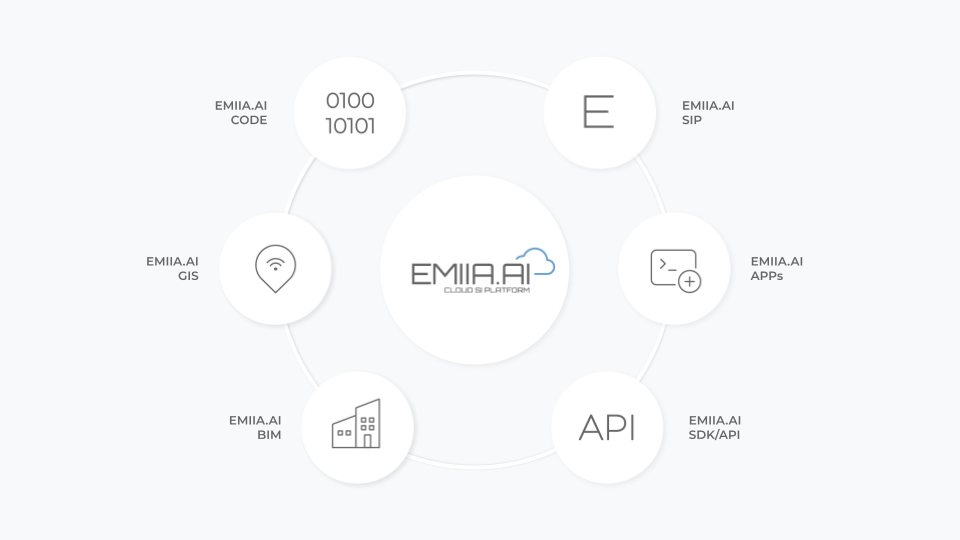 EMIIA.AI
CODE
0100
10101
E
EMIIA.AI
SIP
EMIIA.AI
GIS
EMIIA.AI
CLOUD SI PLATFORM
EMIIA.AI
APPs
EMIIA.AI
BIM
API
EMIIA.AI
SDK/API